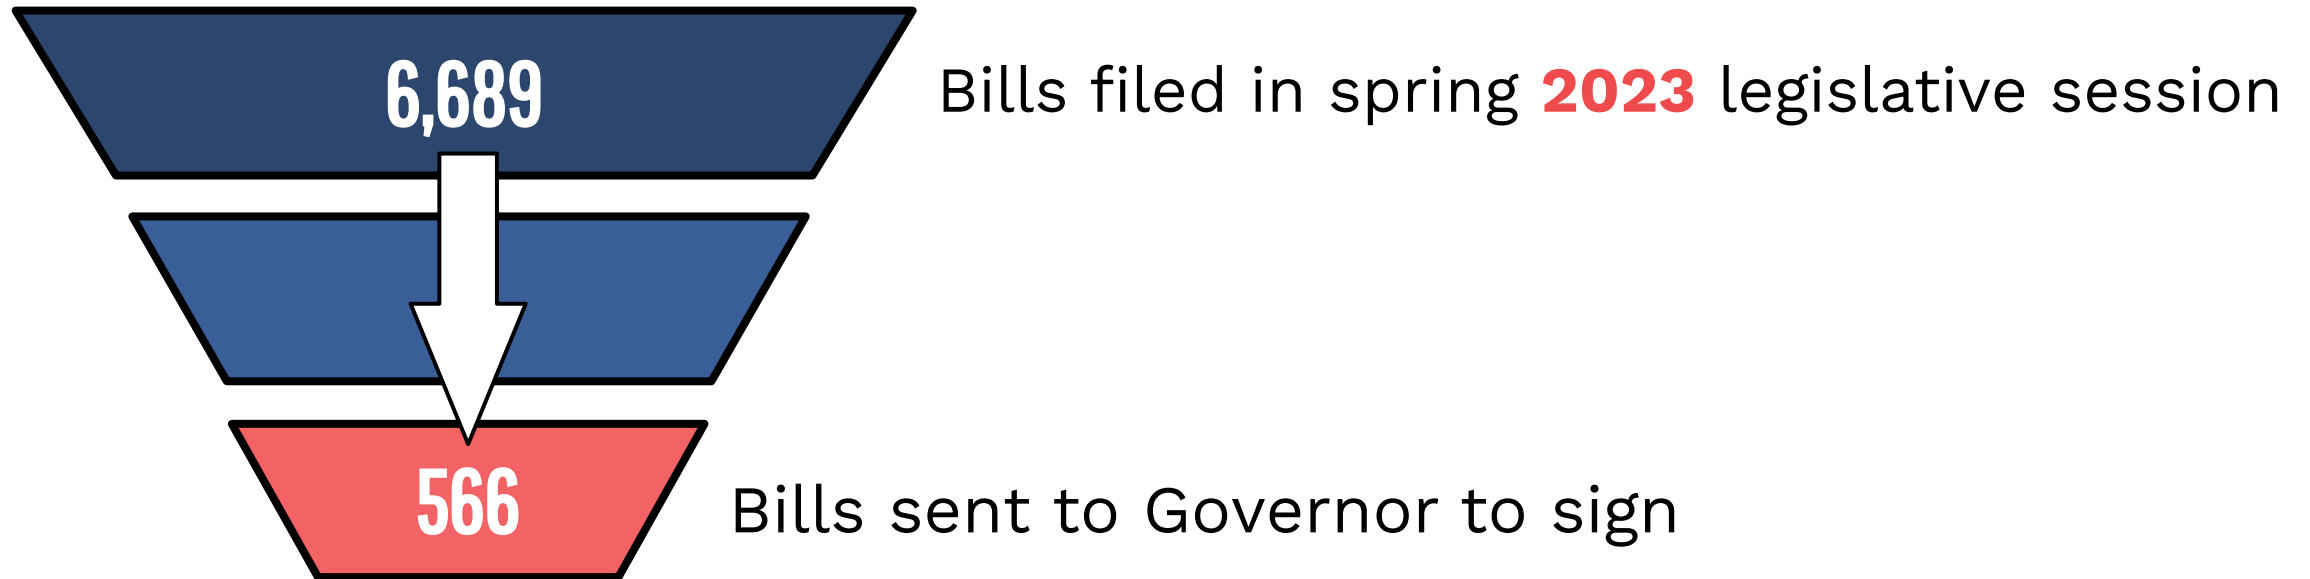 6,689
Bills filed in spring 2023 legislative session
566
Bills sent to Governor to sign